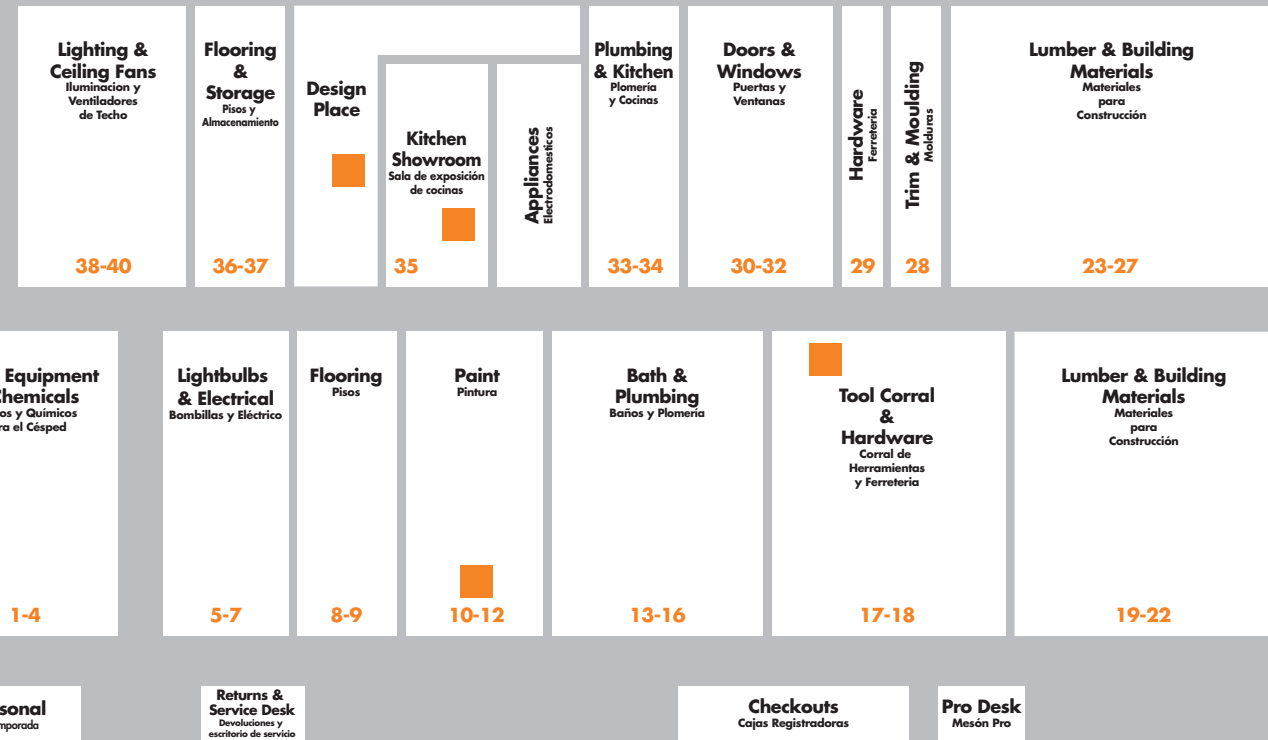 Lighting &
Ceiling Fans
Iluminacion y
Ventiladores
de Techo
38-40
Flooring
&
Storage
Pisos y
Almacenamiento
36-37
Design
Place
Kitchen
Showroom
Sala de exposición
de cocinas
35
Appliances
Electrodomesticos
Plumbing
& Kitchen
Plomería
y Cocinas
33-34
Doors &
Windows
Puertas y
Ventanas
30-32
Hardware
Ferreteria
29
Trim & Moulding
Molduras
28
Lumber & Building
Materials
Materiales
para
Construcción
23-27
Equipment
Chemicals
os y Químicos
ra el Césped
1-4
Lightbulbs
& Electrical
Bombillas y Eléctrico
5-7
Flooring
Pisos
8-9
Paint
Pintura
10-12
Bath &
Plumbing
Baños y Plomería
13-16
Tool Corral
&
Hardware
Corral de
Herramientas
y Ferreteria
17-18
Lumber & Building
Materials
Materiales
para
Construcción
19-22
sonal
mporada
Returns &
Service Desk
Devoluciones y
escritorio de servicio
Checkouts
Cajas Registradoras
Pro Desk
Mesón Pro